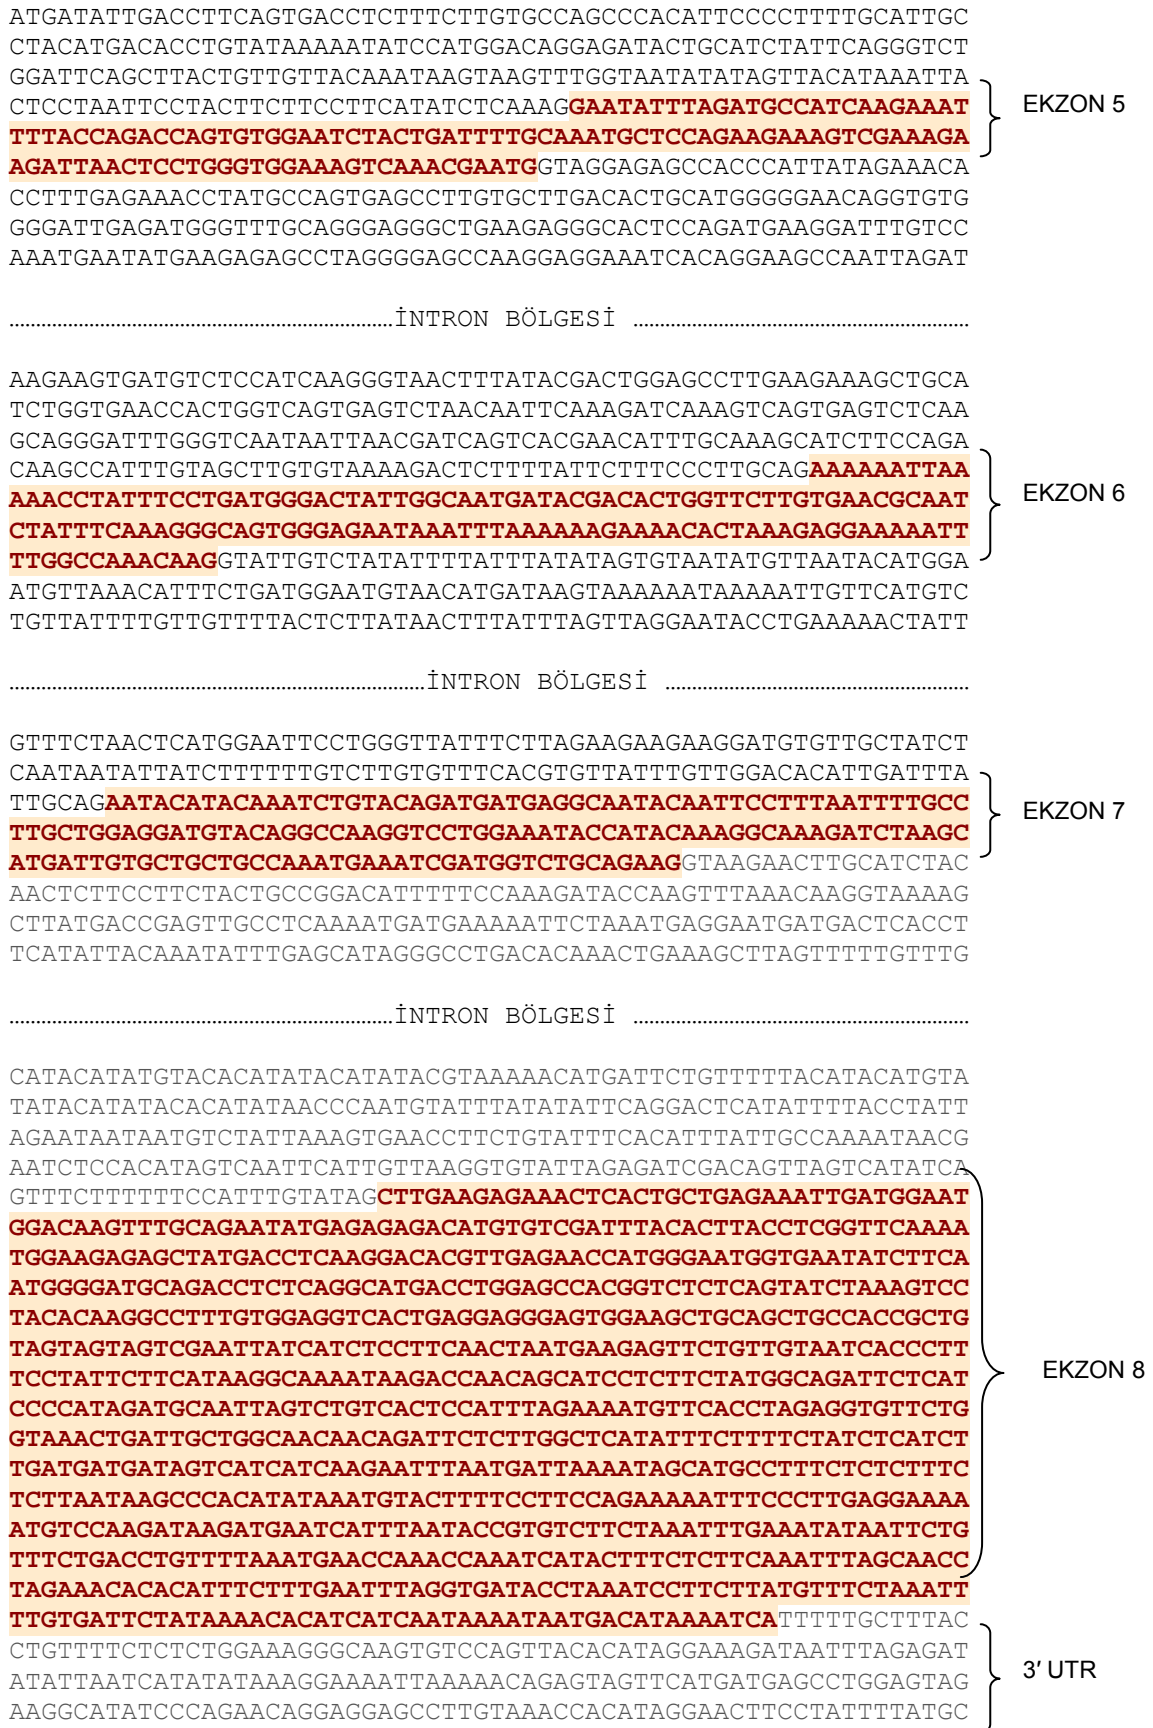 ATGATATTGACCTTCAGTGACCTCTTTCTTGTGCCAGCCCACATTCCCCTTTTGCATTGC
CTACATGACACCTGTATAAAAATATCCATGGACAGGAGATACTGCATCTATTCAGGGTCT
GGATTCAGCTTACTGTTGTTACAAATAAGTAAGTTTGGTAATATATAGTTACATAAATTA
CTCCTAATTCCTACTTCTTCCTTCATATCTCAAAGGAATATTTAGATGCCATCAAGAAAT
EKZON 5
TTTACCAGACCAGTGTGGAATCTACTGATTTTGCAAATGCTCCAGAAGAAAGTCGAAAGA
AGATTAACTCCTGGGTGGAAAGTCAAACGAATGGTAGGAGAGCCACCCATTATAGAAACA
CCTTTGAGAAACCTATGCCAGTGAGCCTTGTGCTTGACACTGCATGGGGGAACAGGTGTG
GGGATTGAGATGGGTTTGCAGGGAGGGCTGAAGAGGGCACTCCAGATGAAGGATTTGTCC
AAATGAATATGAAGAGAGCCTAGGGGAGCCAAGGAGGAAATCACAGGAAGCCAATTAGAT
........................İNTRON BÖLGESİ ........................
AAGAAGTGATGTCTCCATCAAGGGTAACTTTATACGACTGGAGCCTTGAAGAAAGCTGCA
TCTGGTGAACCACTGGTCAGTGAGTCTAACAATTCAAAGATCAAAGTCAGTGAGTCTCAA
GCAGGGATTTGGGTCAATAATTAACGATCAGTCACGAACATTTGCAAAGCATCTTCCAGA
CAAGCCATTTGTAGCTTGTGTAAAAGACTCTTTTATTCTTTCCCTTGCAGAAAAAATTAA
EKZON 6
AAACCTATTTCCTGATGGGACTATTGGCAATGATACGACACTGGTTCTTGTGAACGCAAT
CTATTTCAAAGGGCAGTGGGAGAATAAATTTAAAAAAGAAAACACTAAAGAGGAAAAATT
TTGGCCAAACAAGGTATTGTCTATATTTTATTTATATAGTGTAATATGTTAATACATGGA
ATGTTAAACATTTCTGATGGAATGTAACATGATAAGTAAAAAATAAAAATTGTTCATGTC
TGTTATTTTGTTGTTTTACTCTTATAACTTTATTTAGTTAGGAATACCTGAAAAACTATT
........................İNTRON BÖLGESİ ........................
GTTTCTAACTCATGGAATTCCTGGGTTATTTCTTAGAAGAAGAAGGATGTGTTGCTATCT
CAATAATATTATCTTTTTTGTCTTGTGTTTCACGTGTTATTTGTTGGACACATTGATTTA
TTGCAGAATACATACAAATCTGTACAGATGATGAGGCAATACAATTCCTTTAATTTTGCC
EKZON 7
TTGCTGGAGGATGTACAGGCCAAGGTCCTGGAAATACCATACAAAGGCAAAGATCTAAGC
ATGATTGTGCTGCTGCCAAATGAAATCGATGGTCTGCAGAAGGTAAGAACTTGCATCTAC
AACTCTTCCTTCTACTGCCGGACATTTTTCCAAAGATACCAAGTTTAAACAAGGTAAAAG
CTTATGACCGAGTTGCCTCAAAATGATGAAAAATTCTAAATGAGGAATGATGACTCACCT
TCATATTACAAATATTTGAGCATAGGGCCTGACACAAACTGAAAGCTTAGTTTTTGTTTG
........................İNTRON BÖLGESİ ........................
CATACATATGTACACATATACATATACGTAAAAACATGATTCTGTTTTTACATACATGTA
TATACATATACACATATAACCCAATGTATTTATATATTCAGGACTCATATTTTACCTATT
AGAATAATAATGTCTATTAAAGTGAACCTTCTGTATTTCACATTTATTGCCAAAATAACG
AATCTCCACATAGTCAATTCATTGTTAAGGTGTATTAGAGATCGACAGTTAGTCATATCA
GTTTCTTTTTTCCATTTGTATAGCTTGAAGAGAAACTCACTGCTGAGAAATTGATGGAAT
GGACAAGTTTGCAGAATATGAGAGAGACATGTGTCGATTTACACTTACCTCGGTTCAAAA
TGGAAGAGAGCTATGACCTCAAGGACACGTTGAGAACCATGGGAATGGTGAATATCTTCA
ATGGGGATGCAGACCTCTCAGGCATGACCTGGAGCCACGGTCTCTCAGTATCTAAAGTCC
TACACAAGGCCTTTGTGGAGGTCACTGAGGAGGGAGTGGAAGCTGCAGCTGCCACCGCTG
TAGTAGTAGTCGAATTATCATCTCCTTCAACTAATGAAGAGTTCTGTTGTAATCACCCTT
TCCTATTCTTCATAAGGCAAAATAAGACCAACAGCATCCTCTTCTATGGCAGATTCTCAT
EKZON 8
CCCCATAGATGCAATTAGTCTGTCACTCCATTTAGAAAATGTTCACCTAGAGGTGTTCTG
GTAAACTGATTGCTGGCAACAACAGATTCTCTTGGCTCATATTTCTTTTCTATCTCATCT
TGATGATGATAGTCATCATCAAGAATTTAATGATTAAAATAGCATGCCTTTCTCTCTTTC
TCTTAATAAGCCCACATATAAATGTACTTTTCCTTCCAGAAAAATTTCCCTTGAGGAAAA
ATGTCCAAGATAAGATGAATCATTTAATACCGTGTCTTCTAAATTTGAAATATAATTCTG
TTTCTGACCTGTTTTAAATGAACCAAACCAAATCATACTTTCTCTTCAAATTTAGCAACC
TAGAAACACACATTTCTTTGAATTTAGGTGATACCTAAATCCTTCTTATGTTTCTAAATT
TTGTGATTCTATAAAACACATCATCAATAAAATAATGACATAAAATCATTTTTGCTTTAC
CTGTTTTCTCTCTGGAAAGGGCAAGTGTCCAGTTACACATAGGAAAGATAATTTAGAGAT
ATATTAATCATATATAAAGGAAAATTAAAAACAGAGTAGTTCATGATGAGCCTGGAGTAG
3′ UTR
AAGGCATATCCCAGAACAGGAGGAGCCTTGTAAACCACATAGGAACTTCCTATTTTATGC